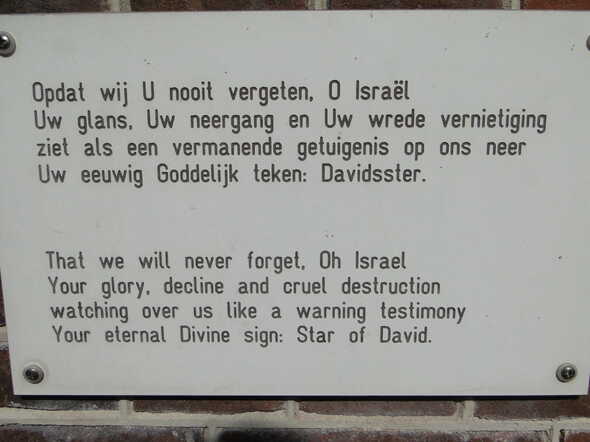 Opdat wij U nooit vergeten, O Israël
Uw glans, Uw neergang en Uw wrede vernietiging
ziet als een vermanende getuigenis op ons neer
Uw eeuwig Goddelijk teken: Davidsster.
That we will never forget, Oh Israel
Your glory, decline and cruel destruction
watching over us like a warning testimony
Your eternal Divine sign: Star of David.